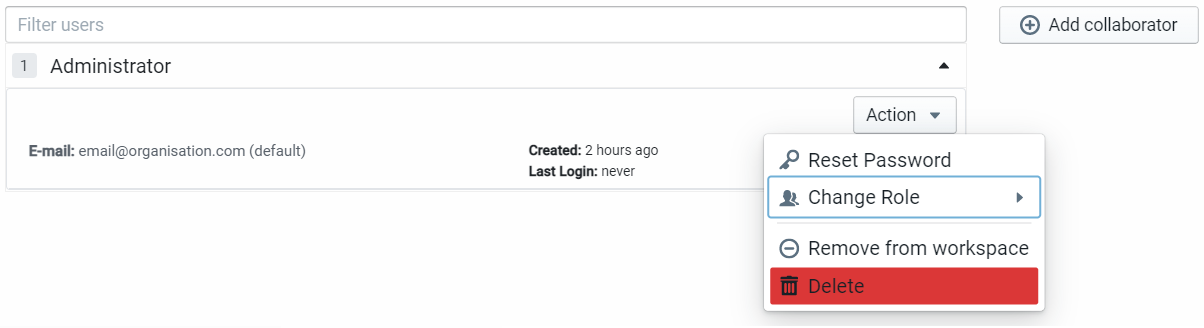 Filter users
Add collaborator
1 Administrator
Action
E-mail: email@organisation.com (default)
Created: 2 hours ago
Last Login: never
Reset Password
Change Role
Remove from workspace
Delete